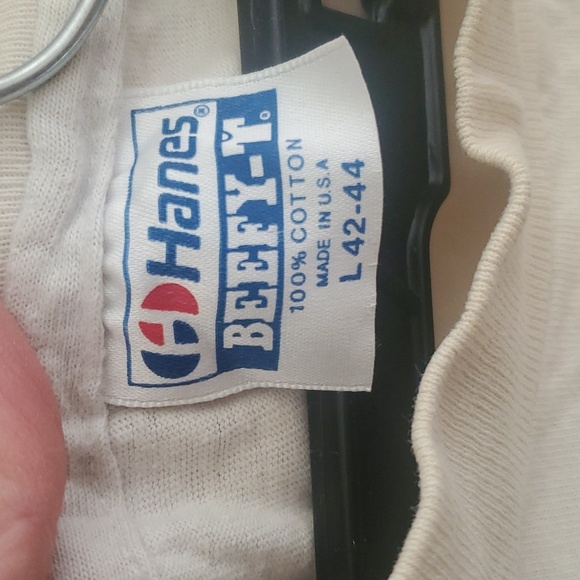 Hanes®
BEEFY-T®
100% COTTON
MADE IN U.S.A
L 42-44